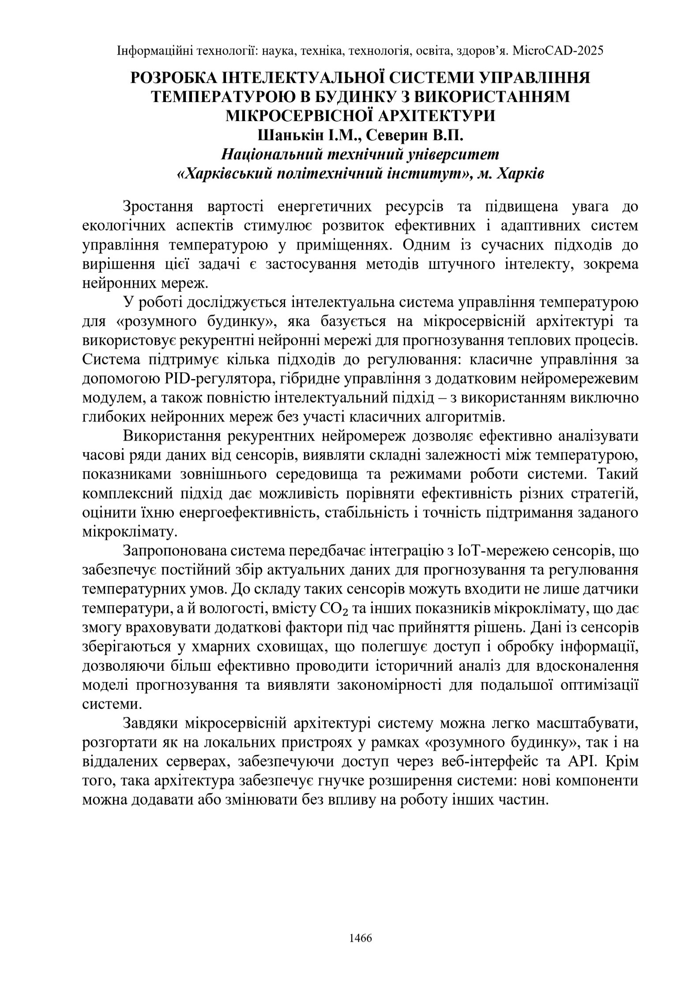 Інформаційні технології: наука, техніка, технологія, освіта, здоров’я. MicroCAD-2025
РОЗРОБКА ІНТЕЛЕКТУАЛЬНОЇ СИСТЕМИ УПРАВЛІННЯ
ТЕМПЕРАТУРОЮ В БУДИНКУ З ВИКОРИСТАННЯМ
МІКРОСЕРВІСНОЇ АРХІТЕКТУРИ
Шанькін І.М., Северин В.П.
Національний технічний університет
«Харківський політехнічний інститут», м. Харків
Зростання вартості енергетичних ресурсів та підвищена увага до
екологічних аспектів стимулює розвиток ефективних і адаптивних систем
управління температурою у приміщеннях. Одним із сучасних підходів до
вирішення цієї задачі є застосування методів штучного інтелекту, зокрема
нейронних мереж.
У роботі досліджується інтелектуальна система управління температурою
для «розумного будинку», яка базується на мікросервісній архітектурі та
використовує рекурентні нейронні мережі для прогнозування теплових процесів.
Система підтримує кілька підходів до регулювання: класичне управління за
допомогою PID-регулятора, гібридне управління з додатковим нейромережевим
модулем, а також повністю інтелектуальний підхід – з використанням виключно
глибоких нейронних мереж без участі класичних алгоритмів.
Використання рекурентних нейромереж дозволяє ефективно аналізувати
часові ряди даних від сенсорів, виявляти складні залежності між температурою,
показниками зовнішнього середовища та режимами роботи системи. Такий
комплексний підхід дає можливість порівняти ефективність різних стратегій,
оцінити їхню енергоефективність, стабільність і точність підтримання заданого
мікроклімату.
Запропонована система передбачає інтеграцію з IoT-мережею сенсорів, що
забезпечує постійний збір актуальних даних для прогнозування та регулювання
температурних умов. До складу таких сенсорів можуть входити не лише датчики
температури, а й вологості, вмісту CO₂ та інших показників мікроклімату, що дає
змогу враховувати додаткові фактори під час прийняття рішень. Дані із сенсорів
зберігаються у хмарних сховищах, що полегшує доступ і обробку інформації,
дозволяючи більш ефективно проводити історичний аналіз для вдосконалення
моделі прогнозування та виявляти закономірності для подальшої оптимізації
системи.
Завдяки мікросервісній архітектурі систему можна легко масштабувати,
розгортати як на локальних пристроях у рамках «розумного будинку», так і на
віддалених серверах, забезпечуючи доступ через веб-інтерфейс та API. Крім
того, така архітектура забезпечує гнучке розширення системи: нові компоненти
можна додавати або змінювати без впливу на роботу інших частин.
1466